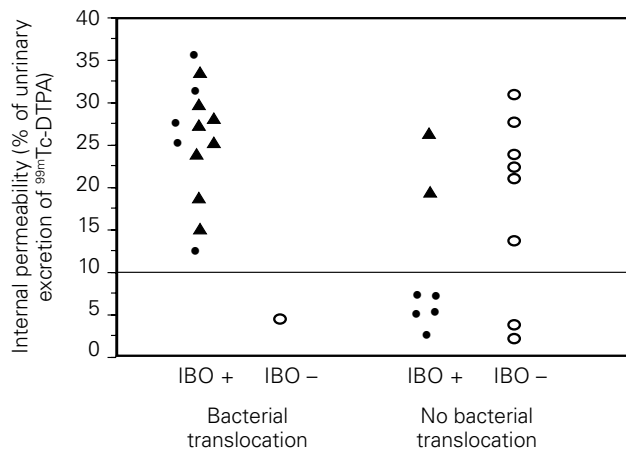 Internal permeability (% of unrinary
excretion of 99mTc-DTPA)
40
35
30
25
20
15
10
5
0
IBO + IBO – IBO + IBO –
Bacterial
translocation
No bacterial
translocation